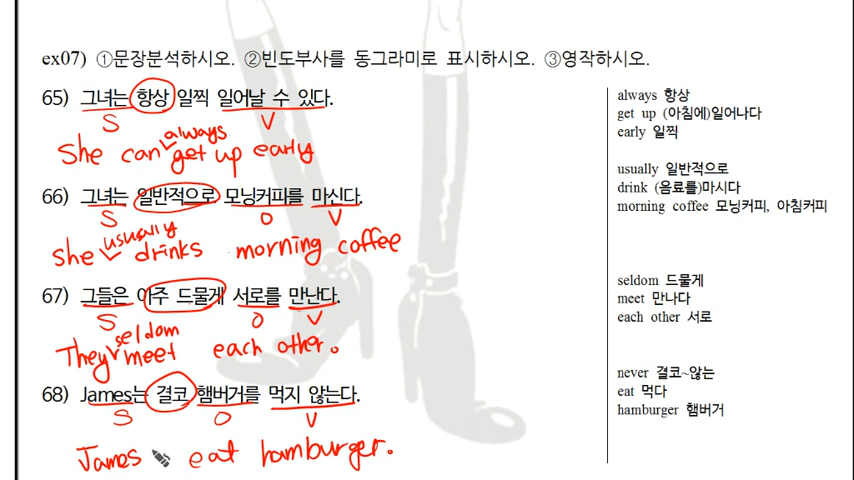 ex07) ①문장분석하시오. ②빈도부사를 동그라미로 표시하시오. ③영작하시오.
65) 그녀는 항상 일찍 일어날 수 있다.
S V
always
She can get up early
66) 그녀는 일반적으로 모닝커피를 마신다.
S O V
usually
She drinks morning coffee
67) 그들은 아주 드물게 서로를 만난다.
S O V
seldom
They meet each other.
68) James는 결코 햄버거를 먹지 않는다.
S O V
James eat hamburger.
always 항상
get up (아침에)일어나다
early 일찍
usually 일반적으로
drink (음료를)마시다
morning coffee 모닝커피, 아침커피
seldom 드물게
meet 만나다
each other 서로
never 결코~않는
eat 먹다
hamburger 햄버거